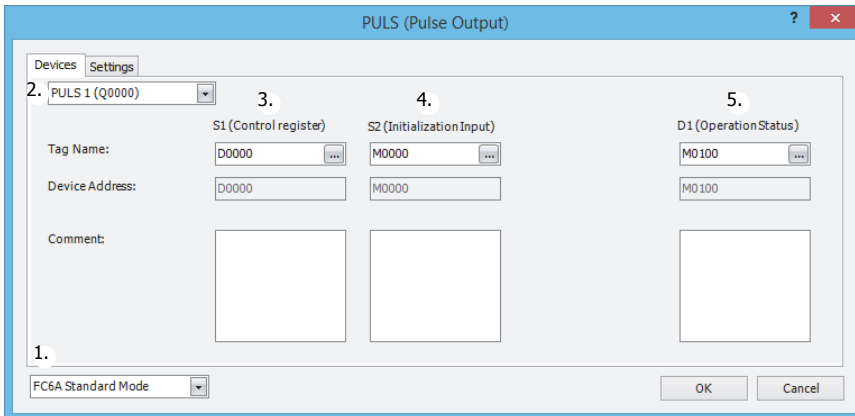 PULS (Pulse Output)
? ×
Devices Settings
2. PULS 1 (Q0000)
3. 4. 5.
S1 (Control register) S2 (Initialization Input) D1 (Operation Status)
Tag Name: D0000 ... M0000 ... M0100 ...
Device Address: D0000 M0000 M0100
Comment:
1.
FC6A Standard Mode OK Cancel